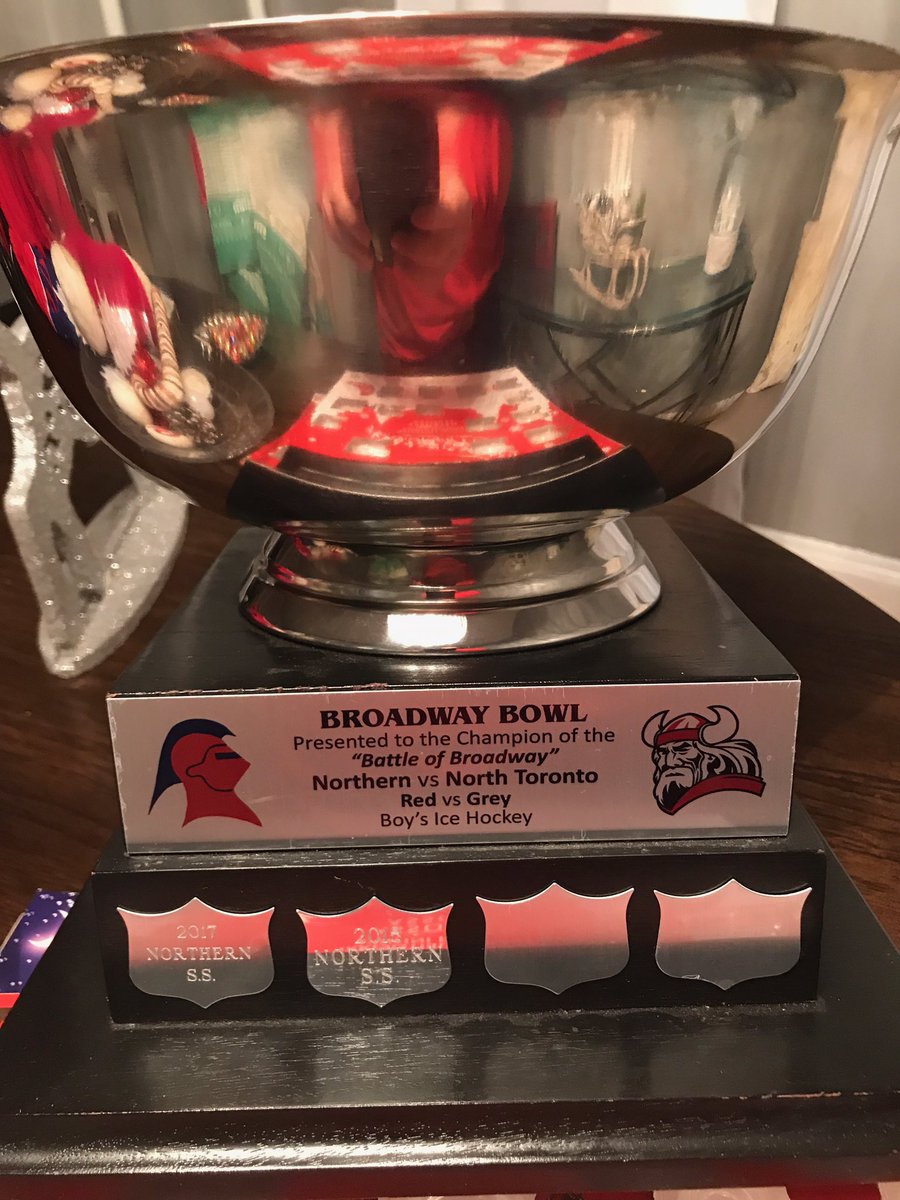 BROADWAY BOWL
Presented to the Champion of the
“Battle of Broadway”
Northern vs North Toronto
Red vs Grey
Boy's Ice Hockey
2017
NORTHERN
S.S.
2018
NORTHERN
S.S.